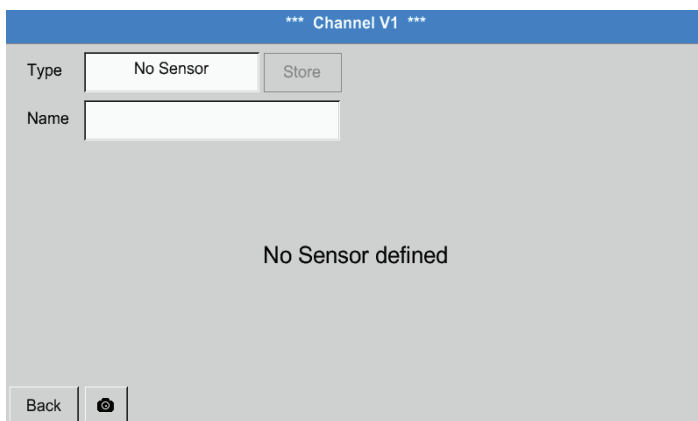 *** Channel V1 ***
Type No Sensor Store
Name
No Sensor defined
Back